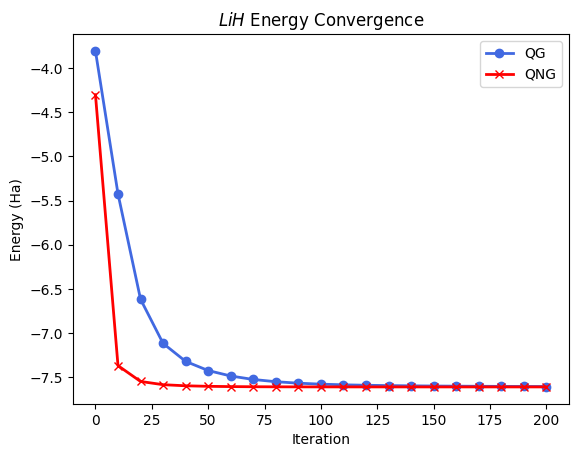 LiH Energy Convergence
QG
QNG
Energy (Ha)
−4.0
−4.5
−5.0
−5.5
−6.0
−6.5
−7.0
−7.5
0 25 50 75 100 125 150 175 200
Iteration